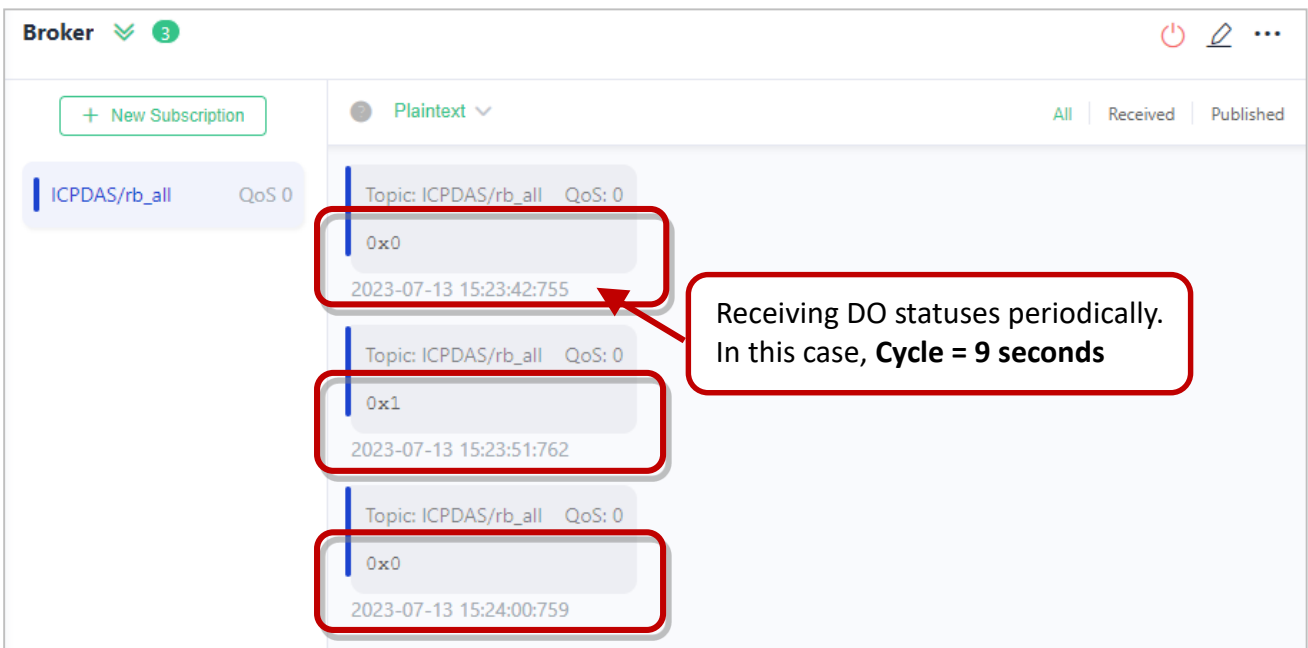 Broker 3
+ New Subscription
Plaintext
All Received Published
ICPDAS/rb_all QoS 0
Topic: ICPDAS/rb_all QoS: 0
0x0
2023-07-13 15:23:42:755
Receiving DO statuses periodically.
In this case, Cycle = 9 seconds
Topic: ICPDAS/rb_all QoS: 0
0x1
2023-07-13 15:23:51:762
Topic: ICPDAS/rb_all QoS: 0
0x0
2023-07-13 15:24:00:759